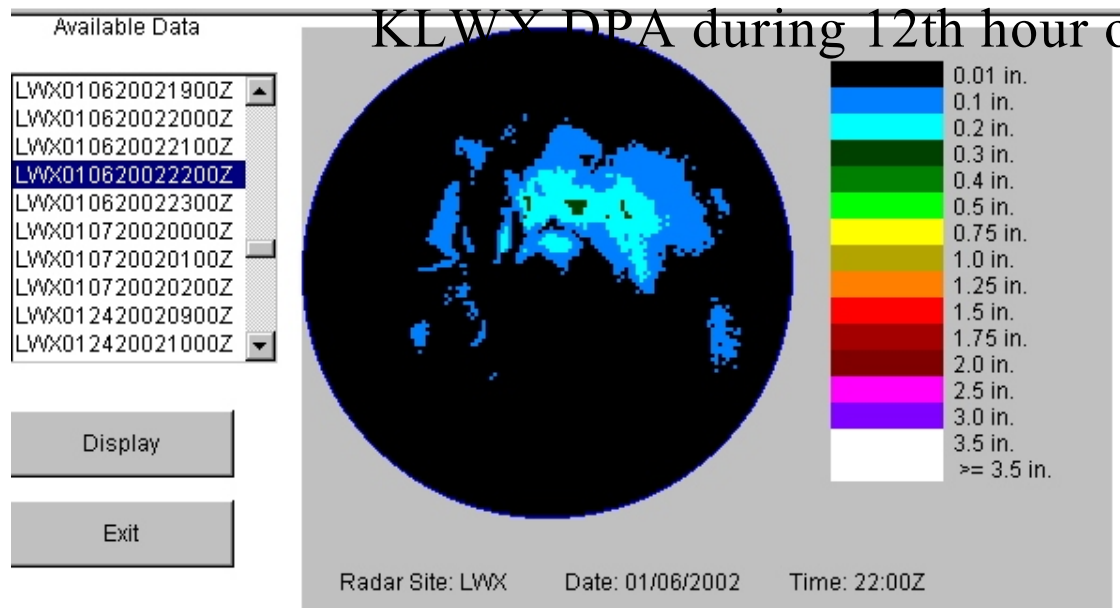 KLWX DPA during 12th hour
Available Data
LWX010620021900Z
LWX010620022000Z
LWX010620022100Z
LWX010620022200Z
LWX010620022300Z
LWX010720020000Z
LWX010720020100Z
LWX010720020200Z
LWX012420020900Z
LWX012420021000Z
Display
Exit
0.01 in.
0.1 in.
0.2 in.
0.3 in.
0.4 in.
0.5 in.
0.75 in.
1.0 in.
1.25 in.
1.5 in.
1.75 in.
2.0 in.
2.5 in.
3.0 in.
3.5 in.
>= 3.5 in.
Radar Site: LWX Date: 01/06/2002 Time: 22:00Z